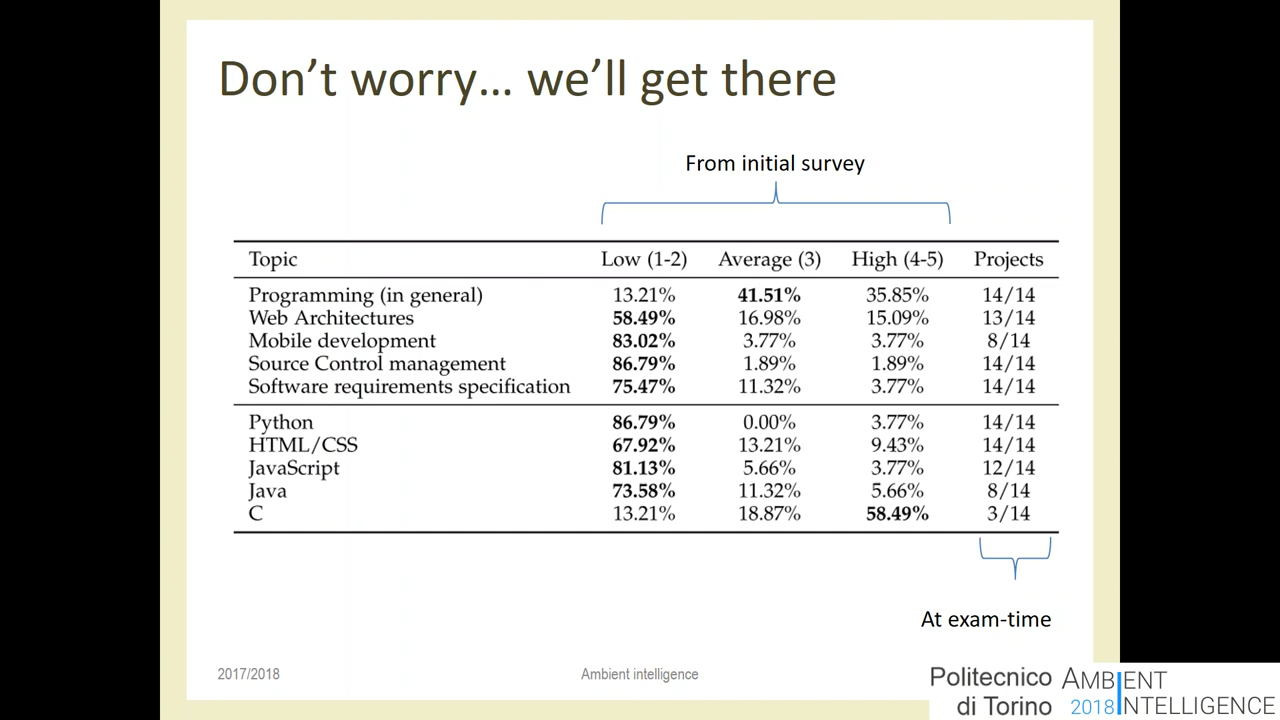 Don’t worry… we’ll get there
From initial survey
Topic Low (1-2) Average (3) High (4-5) Projects
Programming (in general) 13.21% 41.51% 35.85% 14/14
Web Architectures 58.49% 16.98% 15.09% 13/14
Mobile development 83.02% 3.77% 3.77% 8/14
Source Control management 86.79% 1.89% 1.89% 14/14
Software requirements specification 75.47% 11.32% 3.77% 14/14
Python 86.79% 0.00% 3.77% 14/14
HTML/CSS 67.92% 13.21% 9.43% 14/14
JavaScript 81.13% 5.66% 3.77% 12/14
Java 73.58% 11.32% 5.66% 8/14
C 13.21% 18.87% 58.49% 3/14
At exam-time
2017/2018 Ambient intelligence
Politecnico
di Torino
AMBIENT
2018 INTELLIGENCE